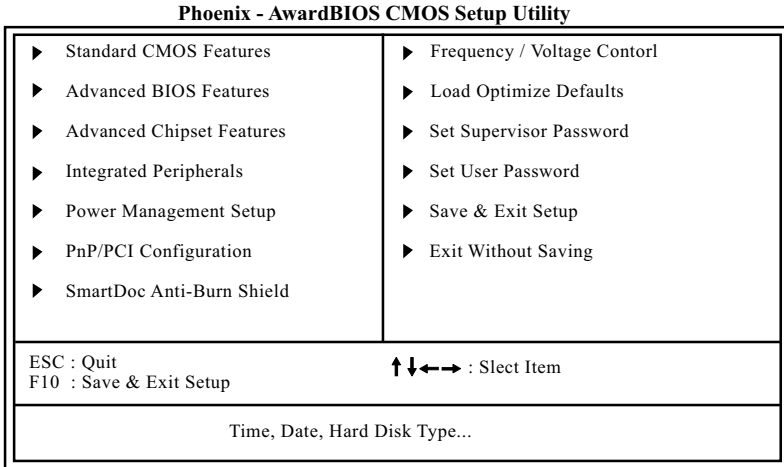 Phoenix - AwardBIOS CMOS Setup Utility
Standard CMOS Features
Advanced BIOS Features
Advanced Chipset Features
Integrated Peripherals
Power Management Setup
PnP/PCI Configuration
SmartDoc Anti-Burn Shield
Frequency / Voltage Contorl
Load Optimize Defaults
Set Supervisor Password
Set User Password
Save & Exit Setup
Exit Without Saving
ESC : Quit
F10 : Save & Exit Setup
↑↓←→ : Slect Item
Time, Date, Hard Disk Type...